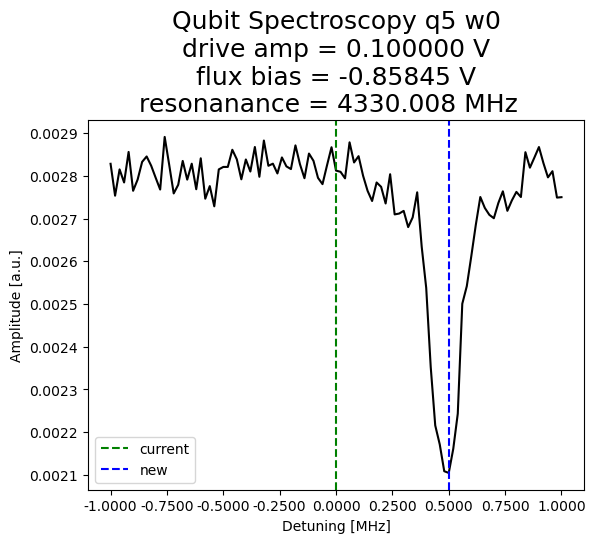 Qubit Spectroscopy q5 w0
drive amp = 0.100000 V
flux bias = -0.85845 V
resonanance = 4330.008 MHz
0.0029
0.0028
0.0027
0.0026
0.0025
0.0024
0.0023
0.0022
0.0021
Amplitude [a.u.]
current
new
-1.0000 -0.7500 -0.5000 -0.2500 0.0000 0.2500 0.5000 0.7500 1.0000
Detuning [MHz]